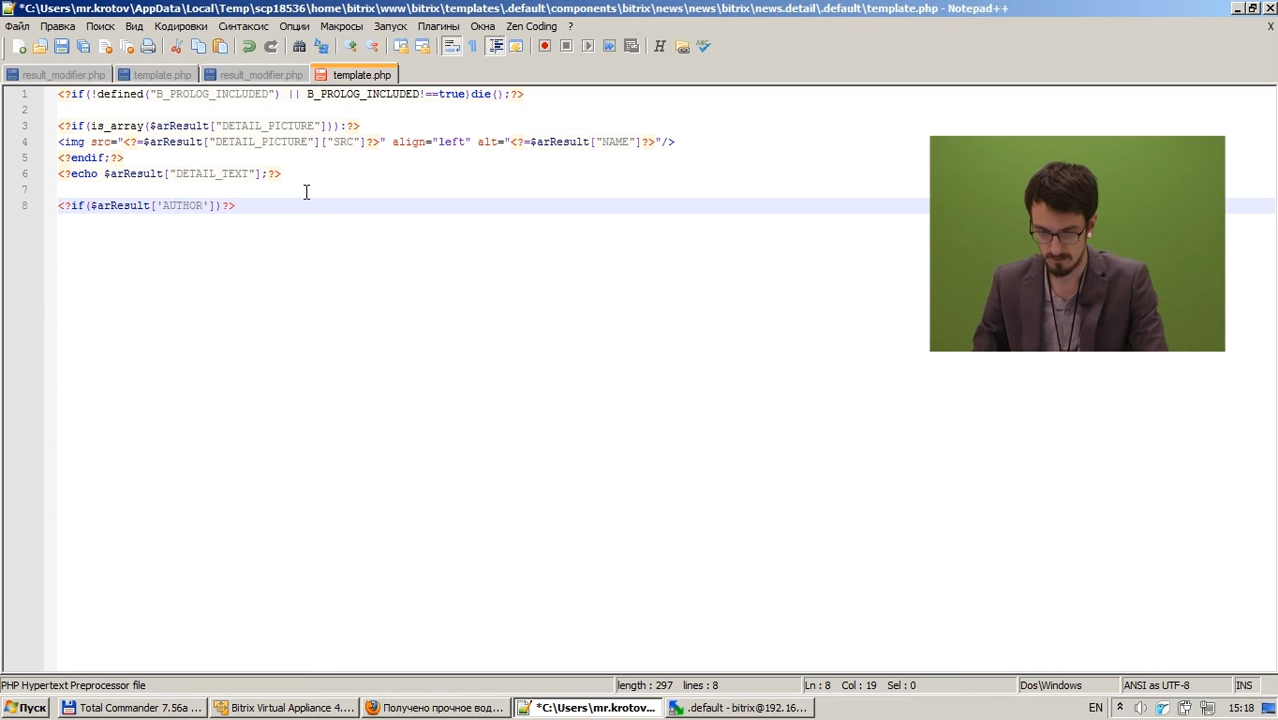 *C:\Users\mr.krotov\AppData\Local\Temp\scp18536\home\bitrix\www\bitrix\templates\.default\components\bitrix\news\news\bitrix\news.detail\.default\template.php - Notepad++
Файл Правка Поиск Вид Кодировки Синтаксис Опции Макросы Запуск Плагины Окна Zen Coding ? X
result_modifier.php template.php result_modifier.php template.php
1 <?if(!defined("B_PROLOG_INCLUDED") || B_PROLOG_INCLUDED!==true)die();?>
2
3 <?if(is_array($arResult["DETAIL_PICTURE"])):?>
4 <img src="<?=$arResult["DETAIL_PICTURE"]["SRC"]?>" align="left" alt="<?=$arResult["NAME"]?>"/>
5 <?endif;?>
6 <?echo $arResult["DETAIL_TEXT"];?>
7
8 <?if($arResult['AUTHOR'])?>
PHP Hypertext Preprocessor file length : 297 lines : 8 Ln : 8 Col : 19 Sel : 0 Dos\Windows ANSI as UTF-8 INS
Пуск Total Commander 7.56a ... Bitrix Virtual Appliance 4.... Получено прочное вод... *C:\Users\mr.krotov... .default - bitrix@192.16... EN 15:18